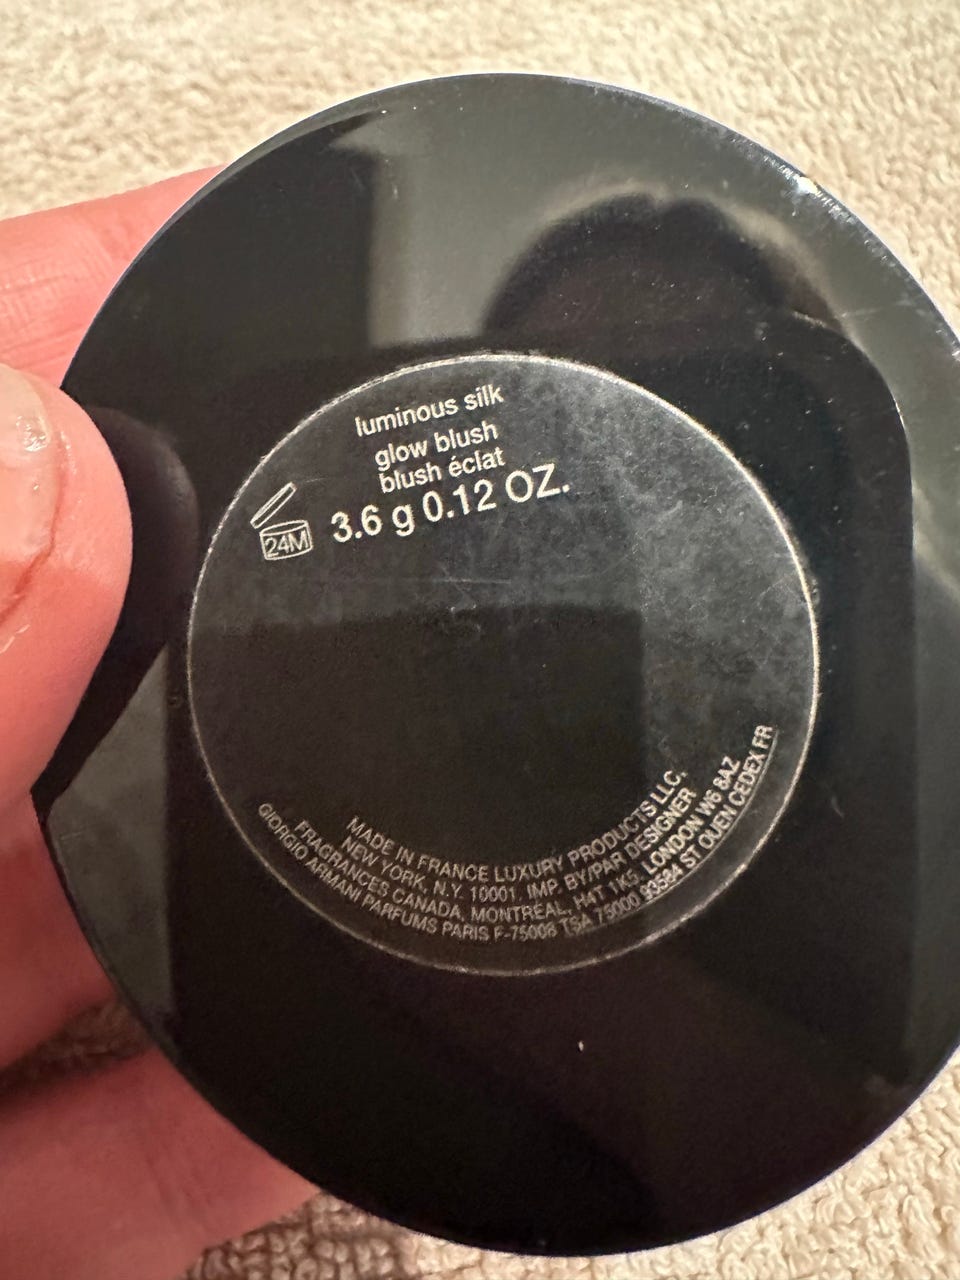 luminous silk
glow blush
blush éclat
24M
3.6 g 0.12 OZ.
MADE IN FRANCE LUXURY PRODUCTS LLC,
NEW YORK, N.Y. 10001. IMP. BY/PAR DESIGNER
FRAGRANCES CANADA, MONTRÉAL, H4T 1K5. LONDON W6 8AZ
GIORGIO ARMANI PARFUMS PARIS F-75008 TSA 75000 93584 ST OUEN CEDEX FR